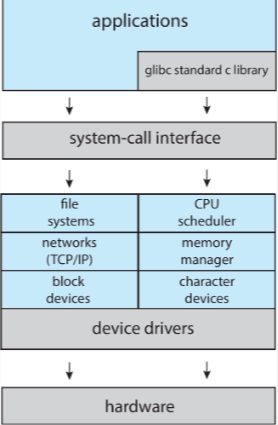 applications
glibc standard c library
system-call interface
file
systems
CPU
scheduler
networks
(TCP/IP)
memory
manager
block
devices
character
devices
device drivers
hardware